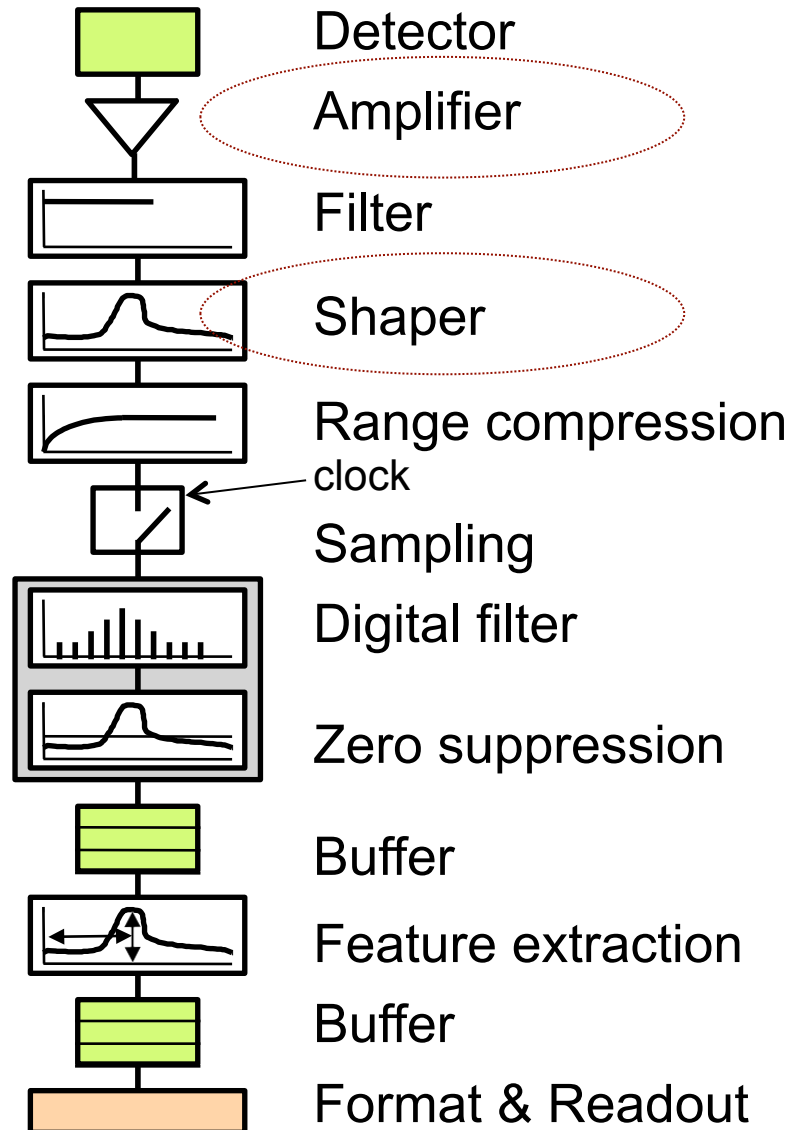 Detector
Amplifier
Filter
Shaper
Range compression
clock
Sampling
Digital filter
Zero suppression
Buffer
Feature extraction
Buffer
Format & Readout